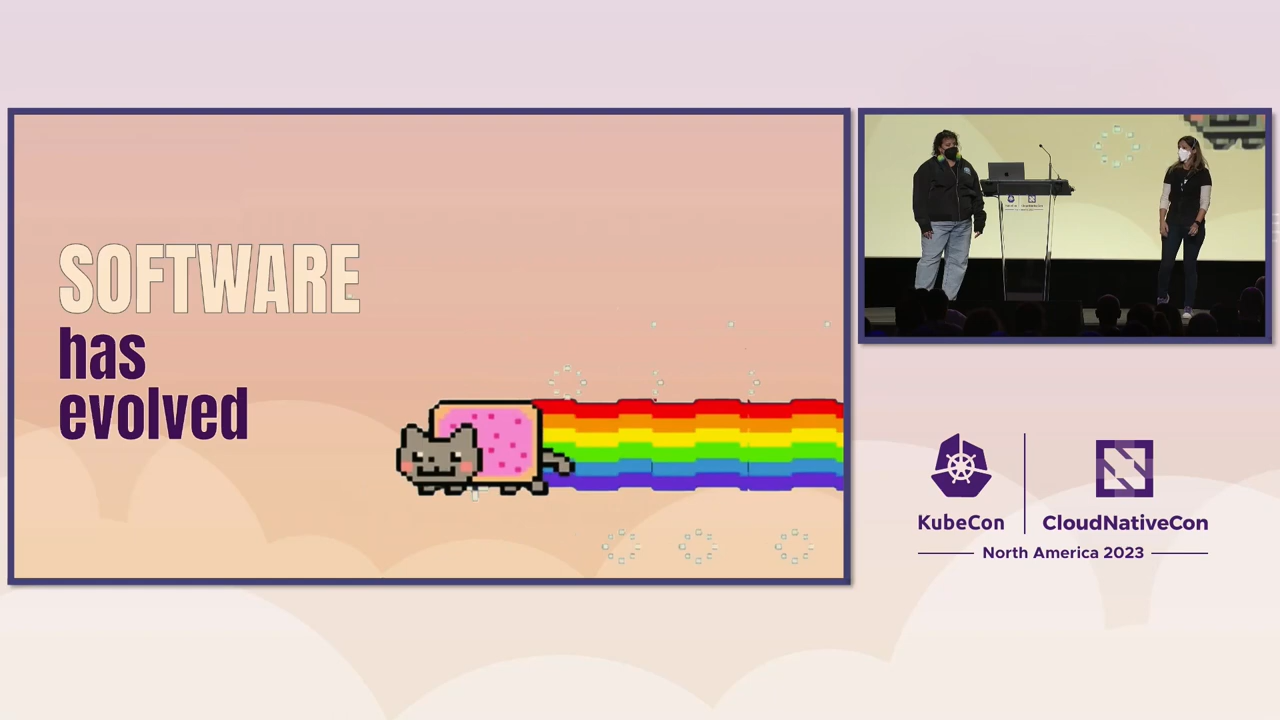 SOFTWARE
has
evolved
KubeCon
CloudNativeCon
North America 2023